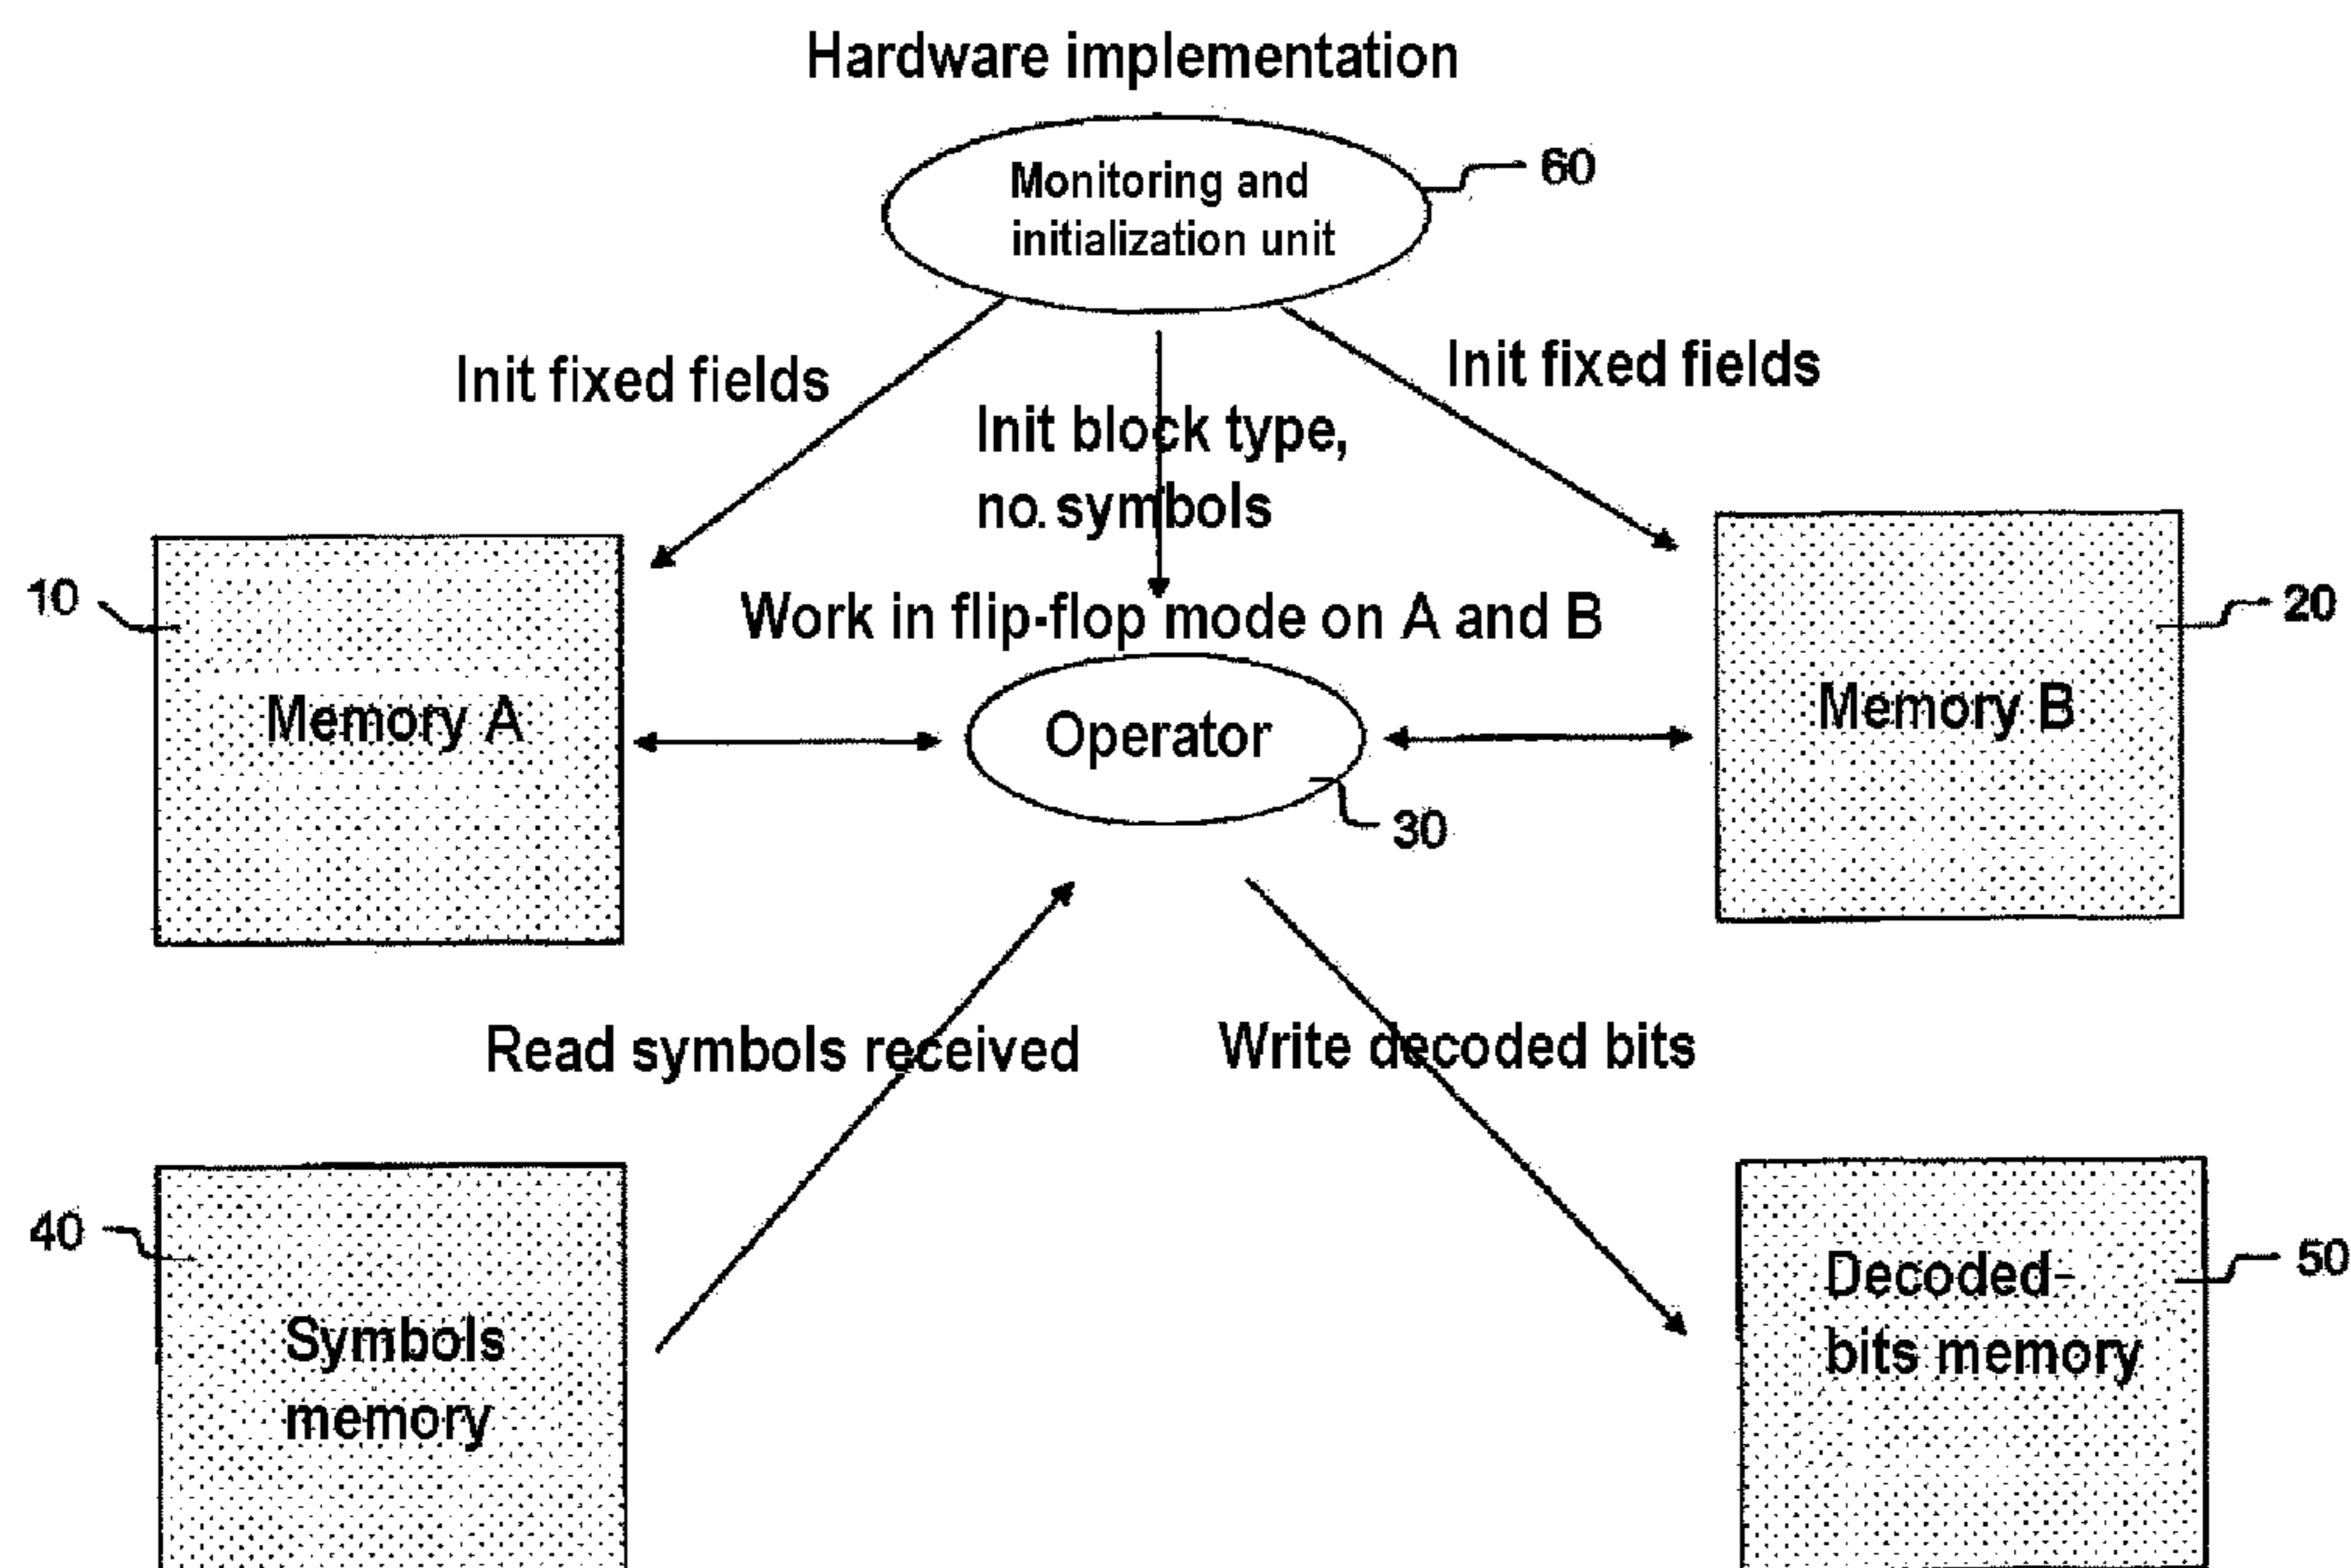 Hardware implementation
Monitoring and
initialization unit
60
Init fixed fields
Init fixed fields
Init block type,
no. symbols
10
Work in flip-flop mode on A and B
20
Memory A
Operator
Memory B
30
Read symbols received
Write decoded bits
40
50
Symbols
memory
Decoded-
bits memory